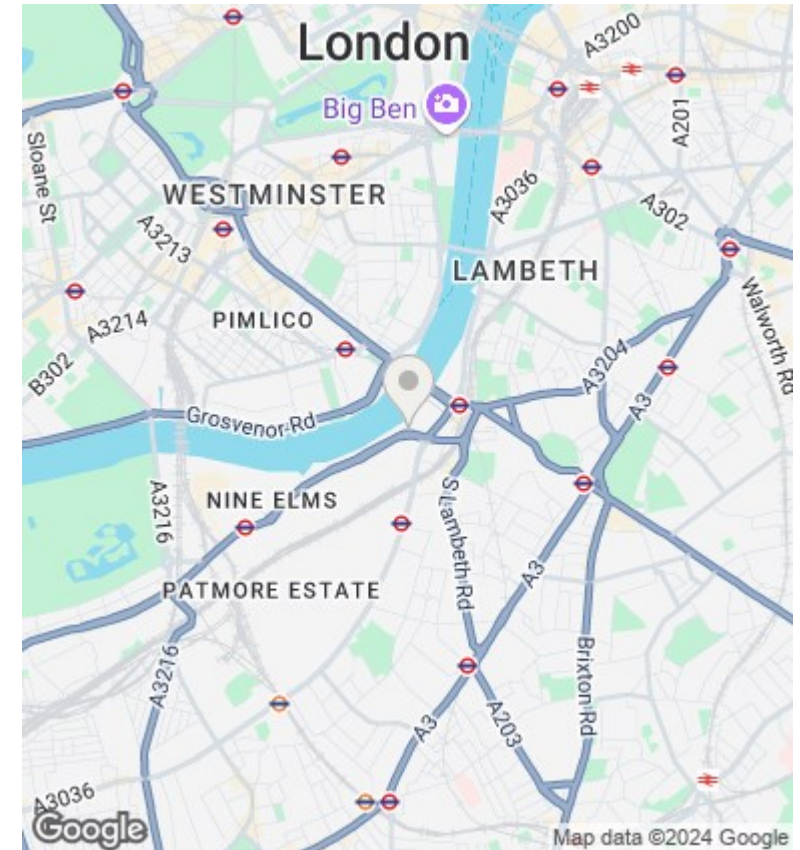 London
A3200
Big Ben
A201
Sloane St
A3036
WESTMINSTER
A302
A3213
LAMBETH
Walworth Rd
A3214
PIMLICO
B302
A3204
A3
Grosvenor Rd
A3216
NINE ELMS
S Lambeth Rd
A3
PATMORE ESTATE
A3216
Brixton Rd
A3
A203
A3036
Google
Map data ©2024 Google